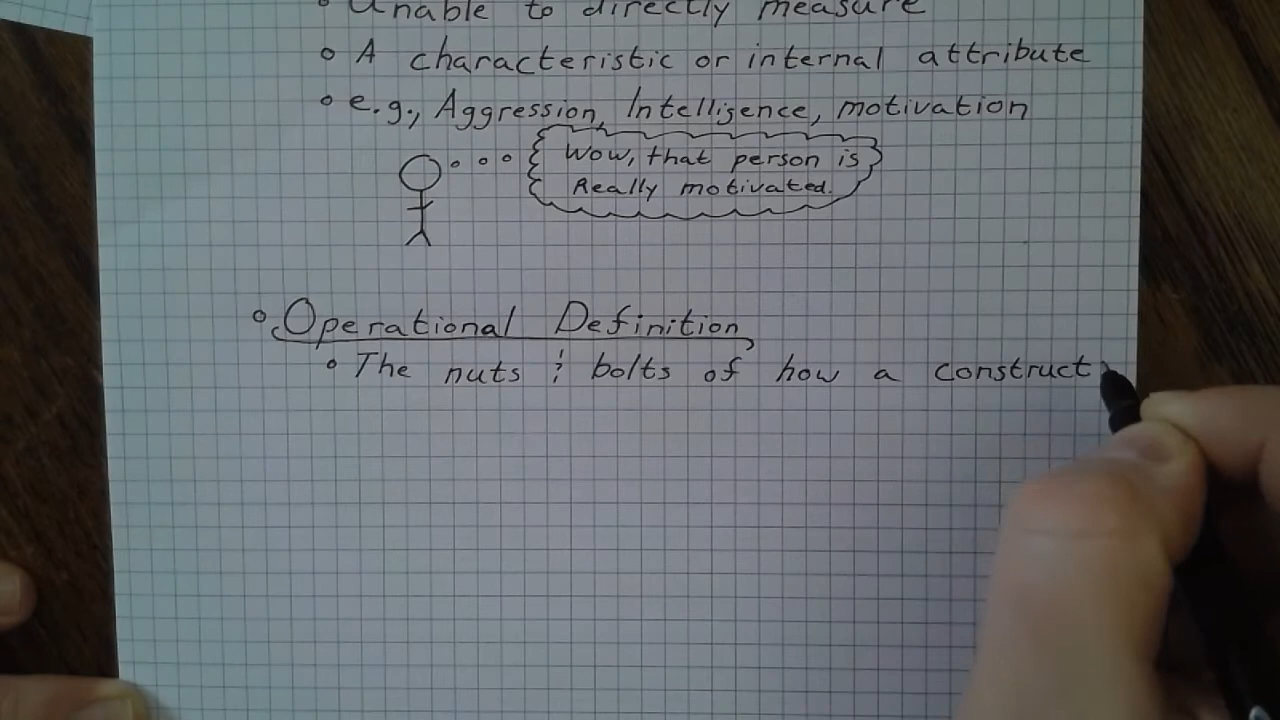 ◦ Unable to directly measure
◦ A characteristic or internal attribute
◦ e.g., Aggression, Intelligence, motivation
Wow, that person is
Really motivated.
◦ Operational Definition
◦ The nuts & bolts of how a construct